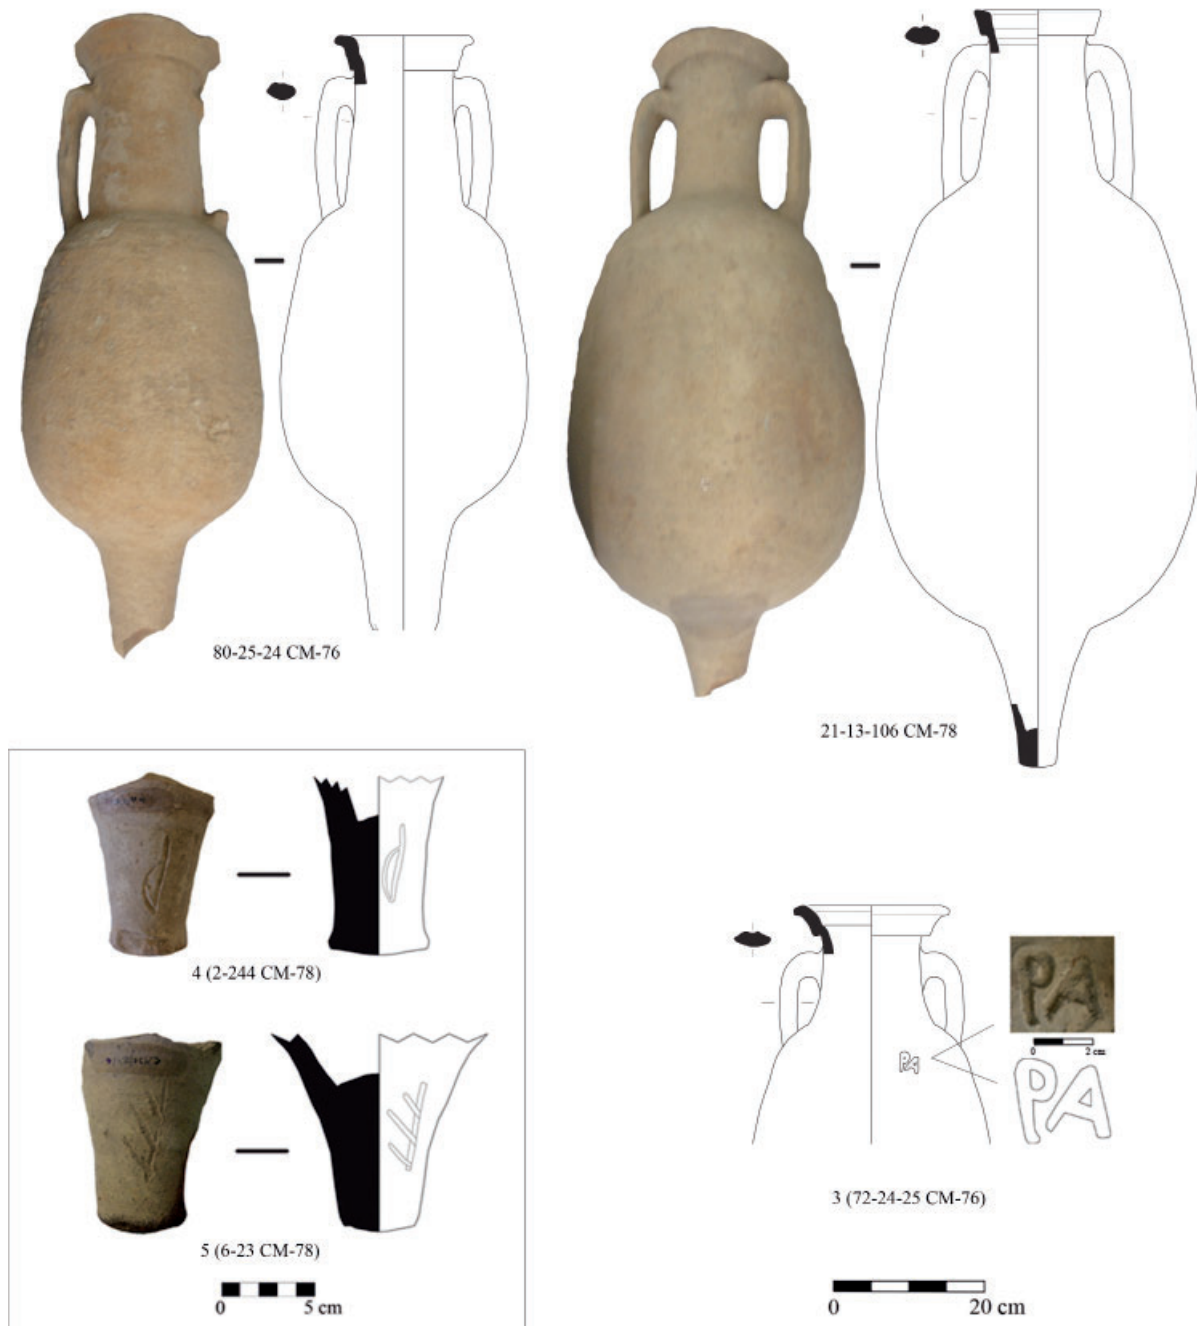 80-25-24 CM-76
21-13-106 CM-78
4 (2-244 CM-78)
5 (6-23 CM-78)
0 5 cm
PA
0 2 cm
PA
PA
3 (72-24-25 CM-76)
0 20 cm